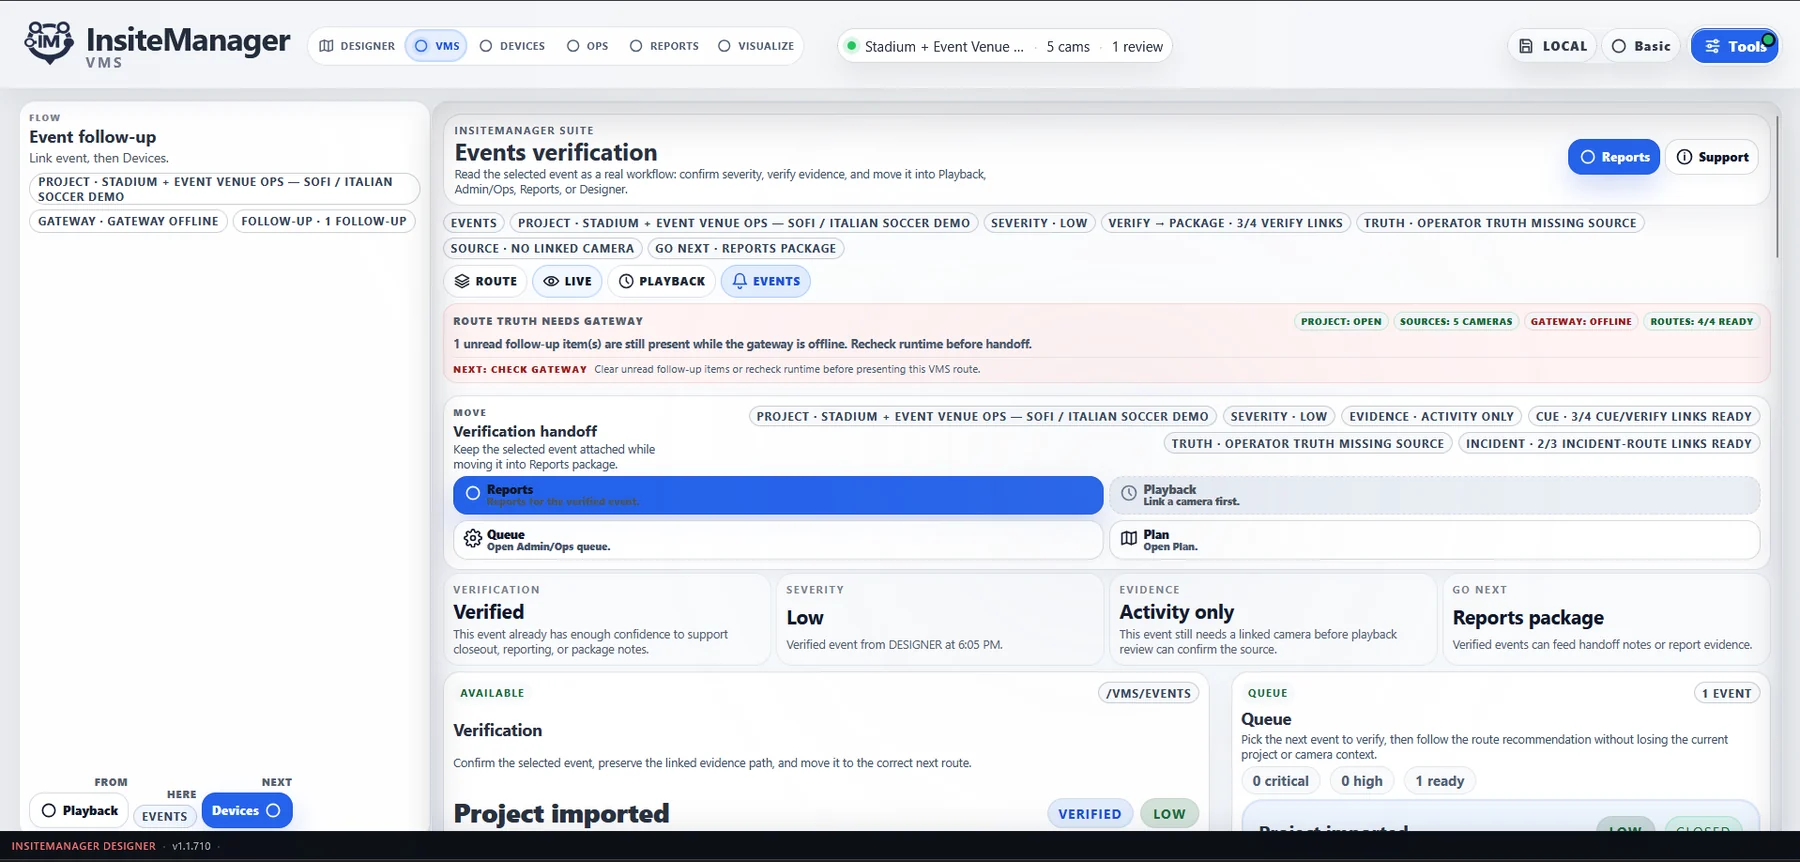 IM InsiteManager
VMS
DESIGNER VMS DEVICES OPS REPORTS VISUALIZE
Stadium + Event Venue ... · 5 cams · 1 review
LOCAL Basic Tools
FLOW
Event follow-up
Link event, then Devices.
PROJECT · STADIUM + EVENT VENUE OPS — SOFI / ITALIAN
SOCCER DEMO
GATEWAY · GATEWAY OFFLINE FOLLOW-UP · 1 FOLLOW-UP
FROM
HERE
NEXT
Playback EVENTS Devices
INSITEMANAGER SUITE
Events verification
Read the selected event as a real workflow: confirm severity, verify evidence, and move it into Playback,
Admin/Ops, Reports, or Designer.
Reports Support
EVENTS PROJECT · STADIUM + EVENT VENUE OPS — SOFI / ITALIAN SOCCER DEMO SEVERITY · LOW VERIFY → PACKAGE · 3/4 VERIFY LINKS TRUTH · OPERATOR TRUTH MISSING SOURCE
SOURCE · NO LINKED CAMERA GO NEXT · REPORTS PACKAGE
ROUTE LIVE PLAYBACK EVENTS
ROUTE TRUTH NEEDS GATEWAY
PROJECT: OPEN SOURCES: 5 CAMERAS GATEWAY: OFFLINE ROUTES: 4/4 READY
1 unread follow-up item(s) are still present while the gateway is offline. Recheck runtime before handoff.
NEXT: CHECK GATEWAY Clear unread follow-up items or recheck runtime before presenting this VMS route.
MOVE
Verification handoff
Keep the selected event attached while
moving it into Reports package.
PROJECT · STADIUM + EVENT VENUE OPS — SOFI / ITALIAN SOCCER DEMO SEVERITY · LOW EVIDENCE · ACTIVITY ONLY CUE · 3/4 CUE/VERIFY LINKS READY
TRUTH · OPERATOR TRUTH MISSING SOURCE INCIDENT · 2/3 INCIDENT-ROUTE LINKS READY
Reports
Reports for the verified event.
Playback
Link a camera first.
Queue
Open Admin/Ops queue.
Plan
Open Plan.
VERIFICATION
Verified
This event already has enough confidence to support
closeout, reporting, or package notes.
SEVERITY
Low
Verified event from DESIGNER at 6:05 PM.
EVIDENCE
Activity only
This event still needs a linked camera before playback
review can confirm the source.
GO NEXT
Reports package
Verified events can feed handoff notes or report evidence.
AVAILABLE /VMS/EVENTS
Verification
Confirm the selected event, preserve the linked evidence path, and move it to the correct next route.
Project imported VERIFIED LOW
QUEUE 1 EVENT
Queue
Pick the next event to verify, then follow the route recommendation without losing the current
project or camera context.
0 critical 0 high 1 ready
Project imported LOW CLOSED
INSITEMANAGER DESIGNER · v1.1.710 ·